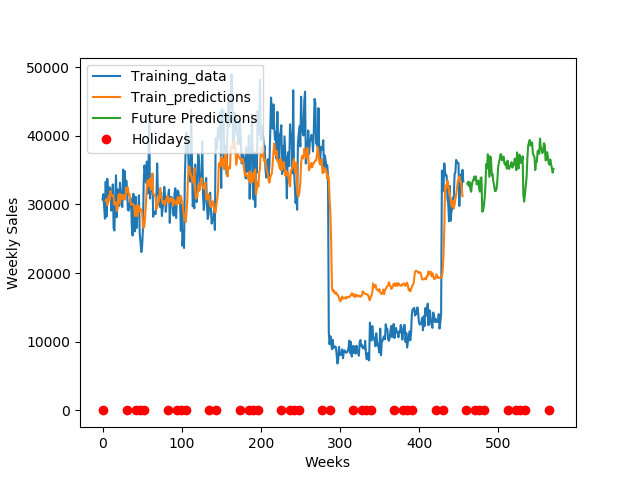 50000
40000
30000
20000
10000
0
Weekly Sales
Training_data
Train_predictions
Future Predictions
Holidays
0 100 200 300 400 500
Weeks